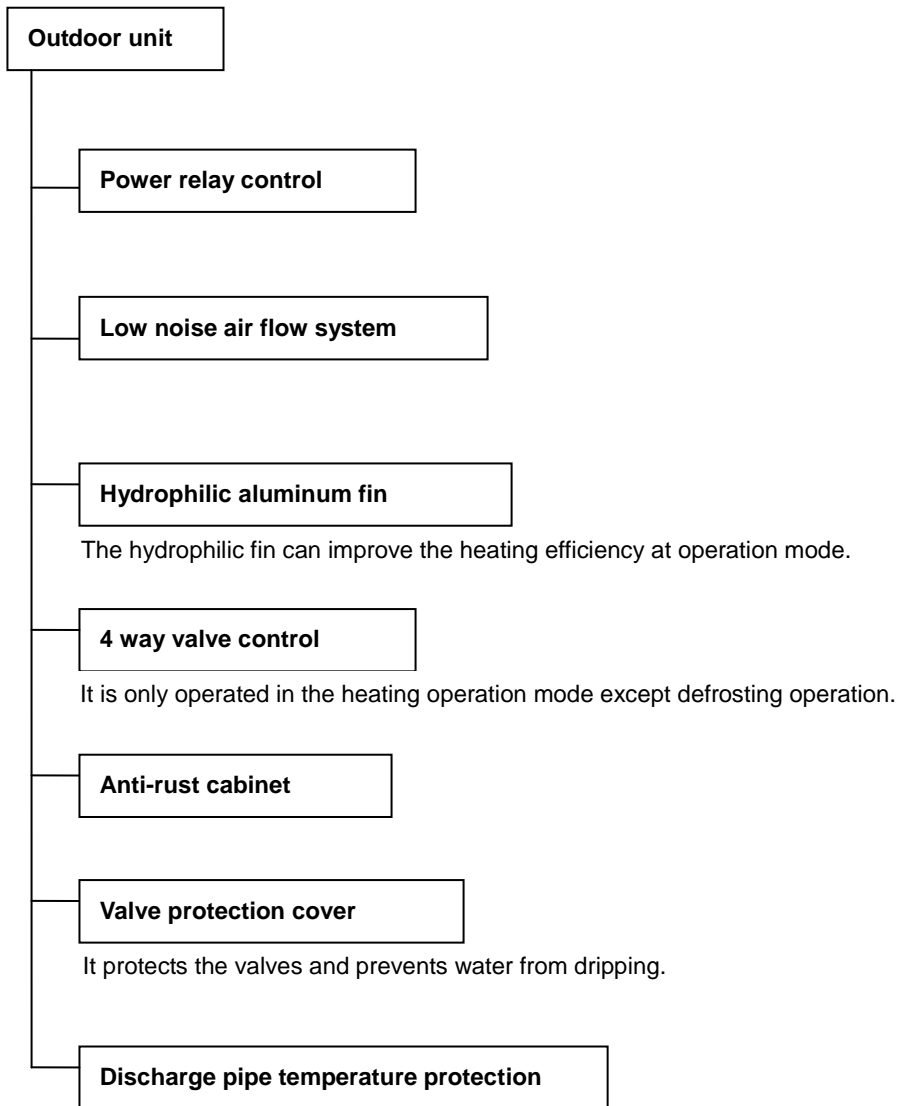 Outdoor unit
Power relay control
Low noise air flow system
Hydrophilic aluminum fin
The hydrophilic fin can improve the heating efficiency at operation mode.
4 way valve control
It is only operated in the heating operation mode except defrosting operation.
Anti-rust cabinet
Valve protection cover
It protects the valves and prevents water from dripping.
Discharge pipe temperature protection